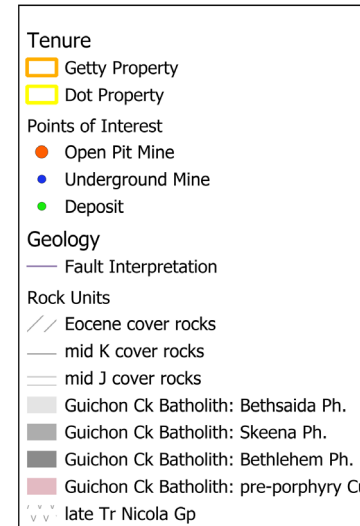 Tenure
Getty Property
Dot Property
Points of Interest
Open Pit Mine
Underground Mine
Deposit
Geology
Fault Interpretation
Rock Units
Eocene cover rocks
mid K cover rocks
mid J cover rocks
Guichon Ck Batholith: Bethsaida Ph.
Guichon Ck Batholith: Skeena Ph.
Guichon Ck Batholith: Bethlehem Ph.
Guichon Ck Batholith: pre-porphyry
late Tr Nicola Gp